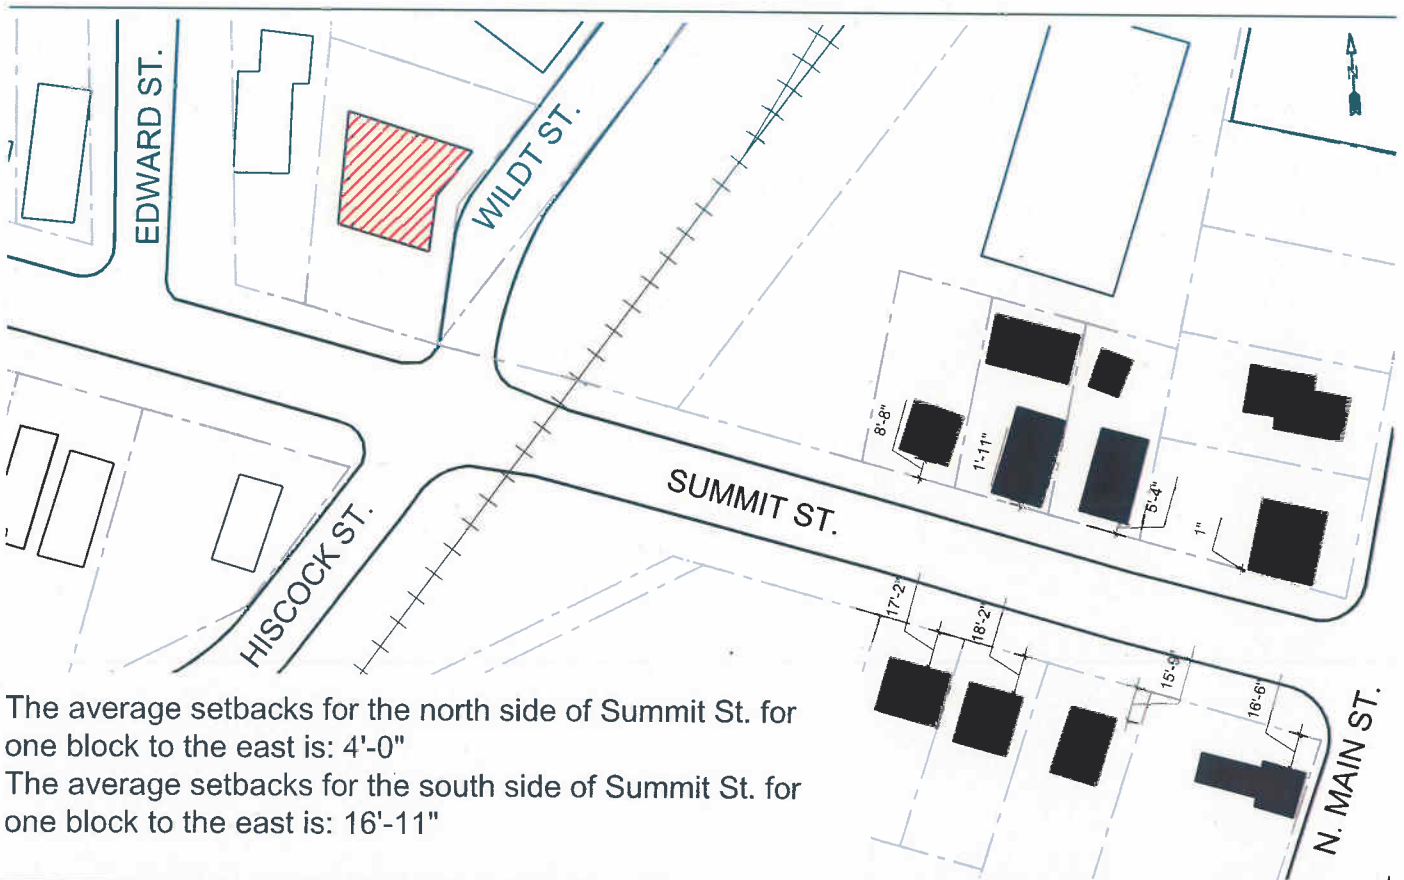 EDWARD ST.
WILDT ST.
N
8'-8"
1'-11"
5'-4"
1"
SUMMIT ST.
HISCOCK ST.
17'-2"
18'-2"
15'-9"
16'-6"
N. MAIN ST.
The average setbacks for the north side of Summit St. for
one block to the east is: 4'-0"
The average setbacks for the south side of Summit St. for
one block to the east is: 16'-11"